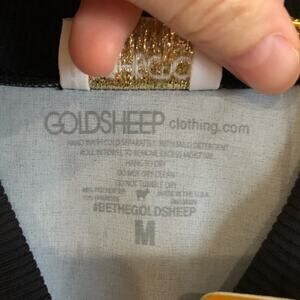 GOLDSHEEP clothing.com
HAND WASH COLD SEPARATELY, WITH MILD DETERGENT
ROLL IN TOWEL TO REMOVE EXCESS MOISTURE
HANG TO DRY
DO NOT DRY CLEAN
DO NOT TUMBLE DRY
MADE IN THE U.S.A.
#BETHEGOLDSHEEP
M